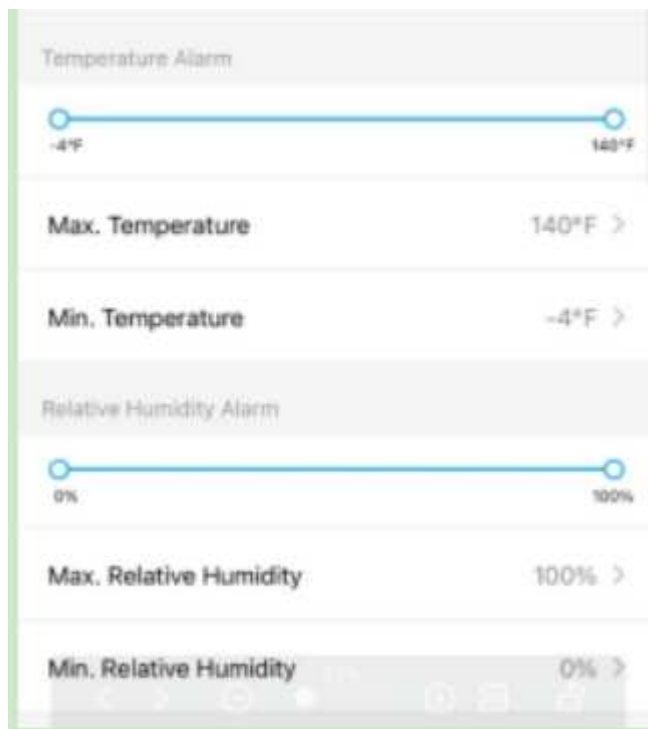 Temperature Alarm
-4°F 140°F
Max. Temperature 140°F >
Min. Temperature -4°F >
Relative Humidity Alarm
0% 100%
Max. Relative Humidity 100% >
Min. Relative Humidity 0% >